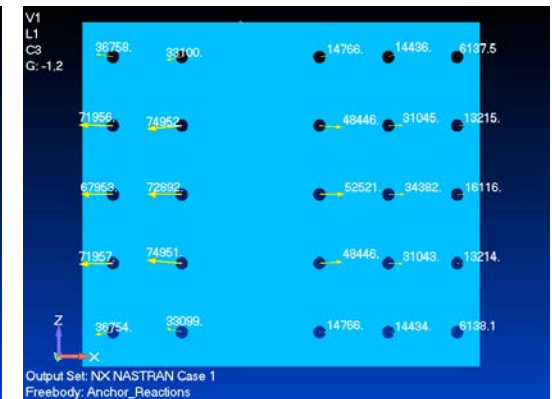 V1
L1
C3
G: -1,2
36758. 33100. 14766. 14436. 6137.5
71956. 74952. 48446. 31045. 13215.
67953. 72892. 52521. 34382. 16116.
71957. 74951. 48446. 31043. 13214.
36754. 33099. 14766. 14434. 6138.1
Z
Y X
Output Set: NX NASTRAN Case 1
Freebody: Anchor_Reactions